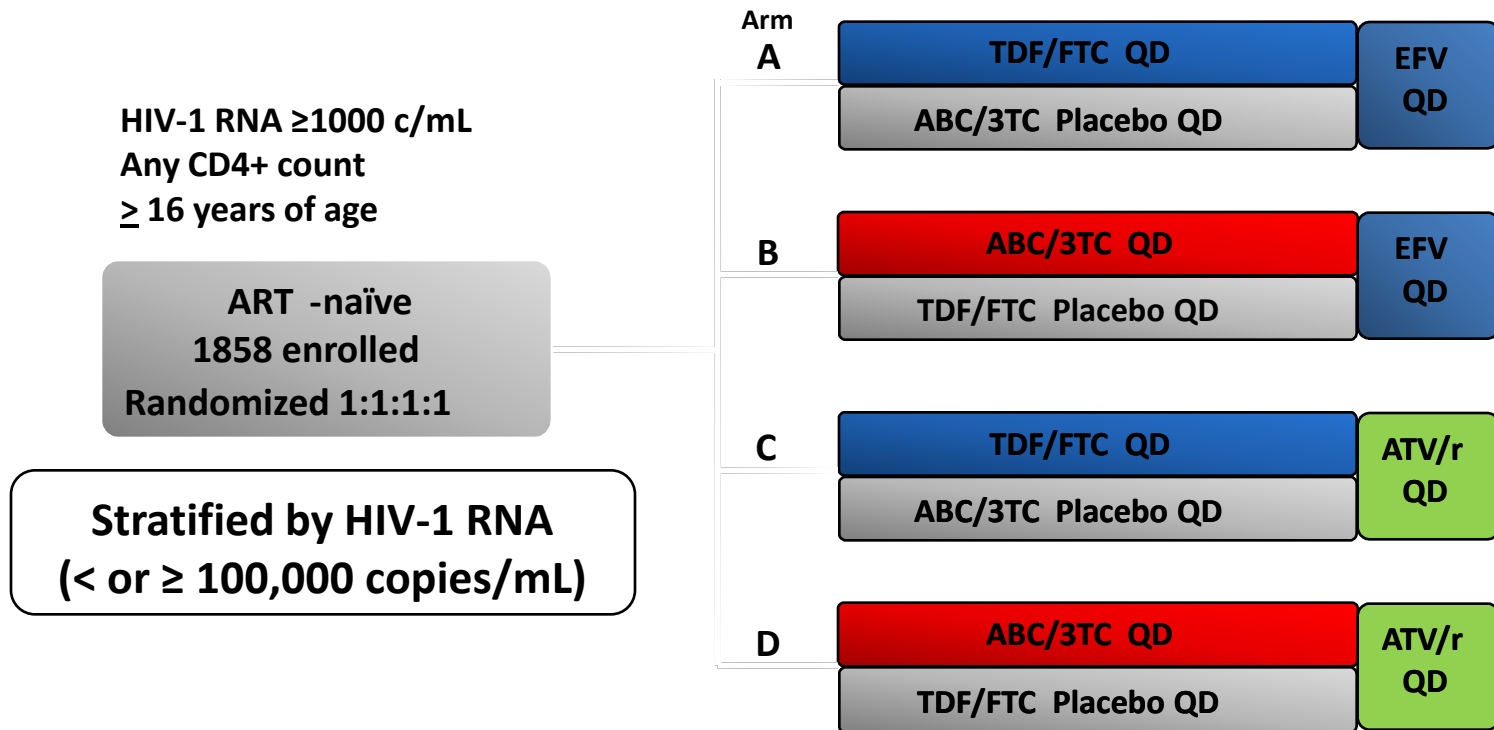 HIV-1 RNA ≥1000 c/mL
Any CD4+ count
≥ 16 years of age
ART -naïve
1858 enrolled
Randomized 1:1:1:1
Stratified by HIV-1 RNA
(< or ≥ 100,000 copies/mL)
Arm
A
TDF/FTC QD
ABC/3TC Placebo QD
EFV
QD
B
ABC/3TC QD
TDF/FTC Placebo QD
EFV
QD
C
TDF/FTC QD
ABC/3TC Placebo QD
ATV/r
QD
D
ABC/3TC QD
TDF/FTC Placebo QD
ATV/r
QD